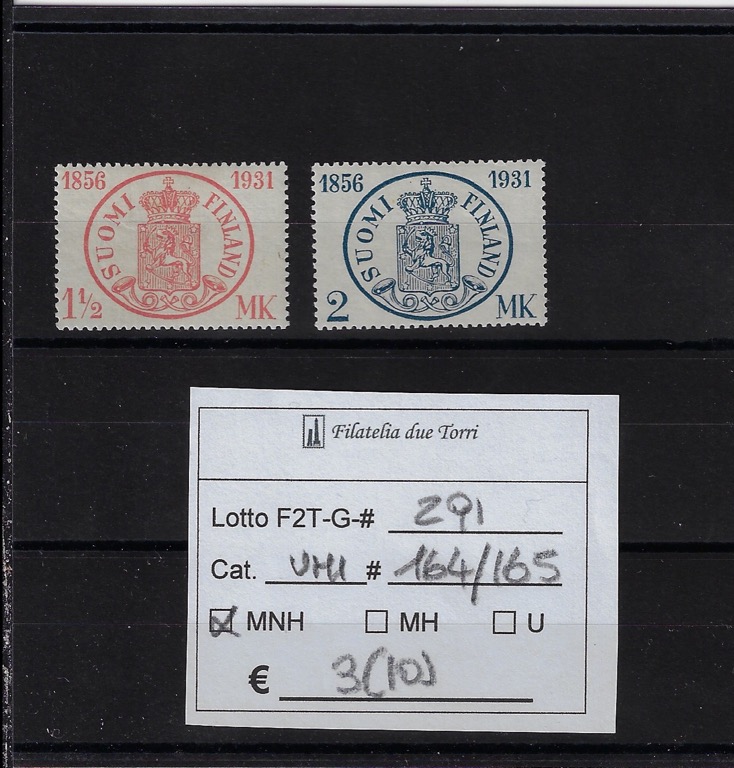 1856 1931
SUOMI FINLAND
1½ MK
1856 1931
SUOMI FINLAND
2 MK
Filatelia due Torri
Lotto F2T-G-# 291
Cat. # 164/165
MNH MH U
€ 3(10)